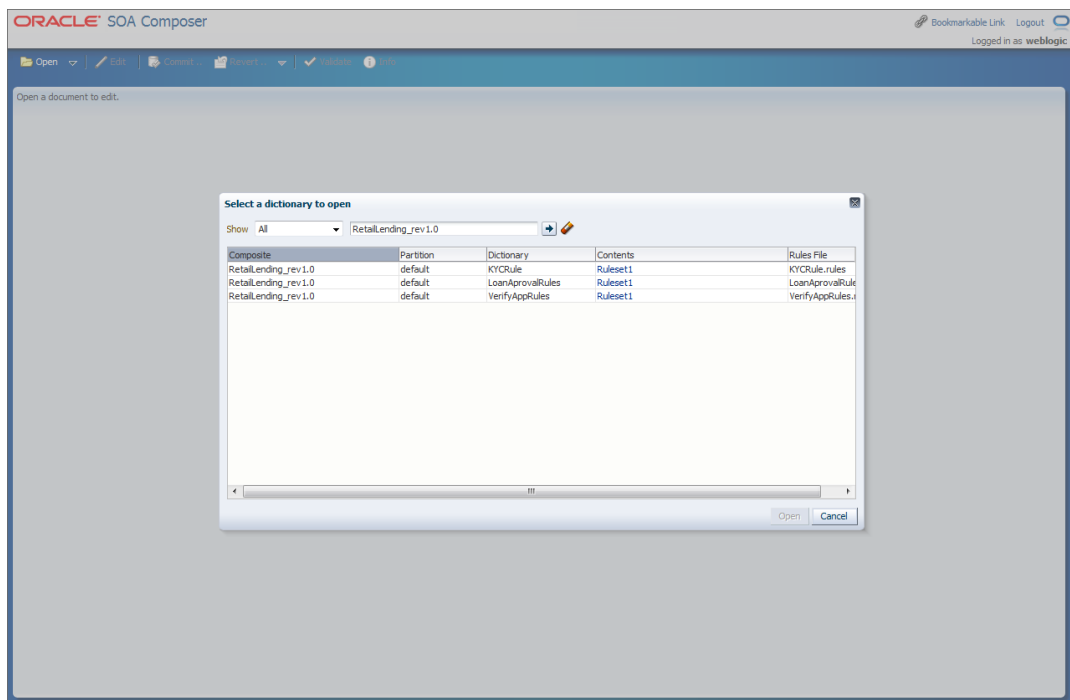 ORACLE' SOA Composer
Bookmarkable Link Logout
Logged in as weblogic
Open Edit Commit... Revert... Validate Info
Open a document to edit.
Select a dictionary to open
Show All RetailLending_rev1.0
Composite Partition Dictionary Contents Rules File
RetailLending_rev1.0 default KYCRule Ruleset1 KYCRule.rules
RetailLending_rev1.0 default LoanAprovalRules Ruleset1 LoanAprovalRule
RetailLending_rev1.0 default VerifyAppRules Ruleset1 VerifyAppRules.r
Open Cancel